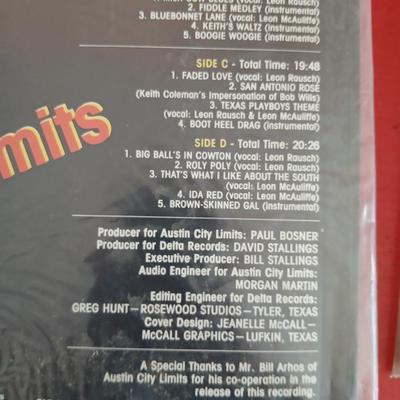 2. FIDDLE MEDLEY (instrumental)
3. BLUEBONNET LANE (vocal: Leon McAuliffe)
4. KEITH'S WALTZ (instrumental)
5. BOOGIE WOOGIE (instrumental)
SIDE C - Total Time: 19:48
1. FADED LOVE (vocal: Leon Rausch)
2. SAN ANTONIO ROSE
(Keith Coleman's Impersonation of Bob Wills)
3. TEXAS PLAYBOYS THEME
(vocal: Leon Rausch & Leon McAuliffe)
4. BOOT HEEL DRAG (instrumental)
mits
SIDE D - Total Time: 20:26
1. BIG BALL'S IN COWTON (vocal: Leon Rausch)
2. ROLY POLY (vocal: Leon Rausch)
3. THAT'S WHAT I LIKE ABOUT THE SOUTH
(vocal: Leon McAuliffe)
4. IDA RED (vocal: Leon McAuliffe)
5. BROWN-SKINNED GAL (instrumental)
Producer for Austin City Limits: PAUL BOSNER
Producer for Delta Records: DAVID STALLINGS
Executive Producer: BILL STALLINGS
Audio Engineer for Austin City Limits:
MORGAN MARTIN
Editing Engineer for Delta Records:
GREG HUNT—ROSEWOOD STUDIOS—TYLER, TEXAS
Cover Design: JEANELLE McCALL—
McCALL GRAPHICS—LUFKIN, TEXAS
A Special Thanks to Mr. Bill Arhos of
Austin City Limits for his co-operation in the
release of this recording.